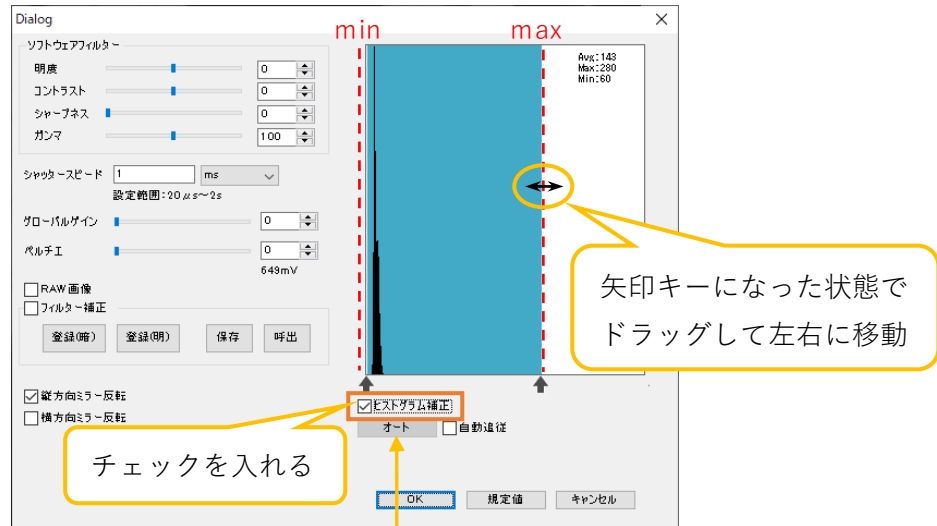 Dialog
min
max
ソフトウェアフィルター
明度
0
コントラスト
0
シャープネス
0
ガンマ
100
Avg:143
Max:280
Min:60
シャッタースピード
1
ms
設定範囲:20μs~2s
グローバルゲイン
0
ペルチエ
0
649mV
RAW画像
フィルター補正
登録(暗)
登録(明)
保存
呼出
矢印キーになった状態で
ドラッグして左右に移動
縦方向ミラー反転
横方向ミラー反転
ヒストグラム補正
オート
自動追従
チェックを入れる
OK
規定値
キャンセル